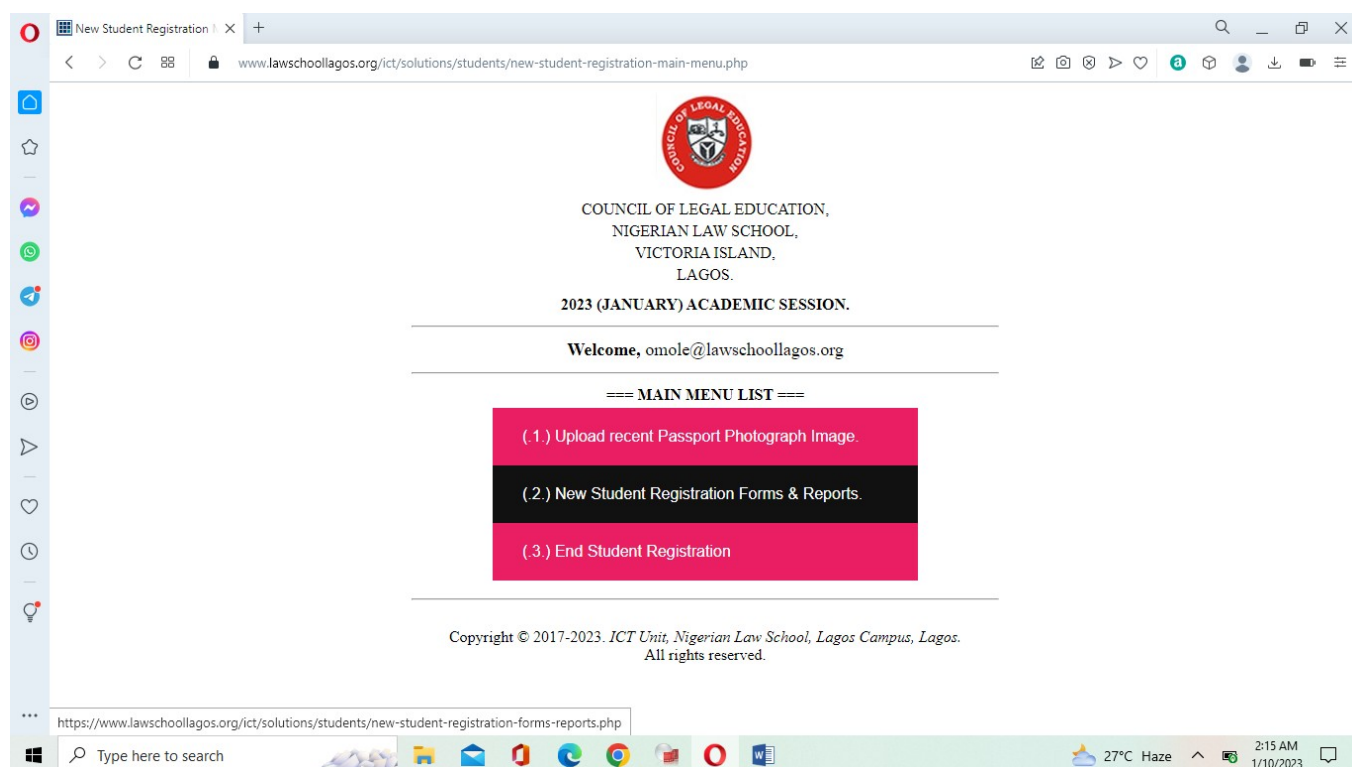 New Student Registration
www.lawschoollagos.org/ict/solutions/students/new-student-registration-main-menu.php
COUNCIL OF LEGAL EDUCATION
COUNCIL OF LEGAL EDUCATION,
NIGERIAN LAW SCHOOL,
VICTORIA ISLAND,
LAGOS.
2023 (JANUARY) ACADEMIC SESSION.
Welcome, omole@lawschoollagos.org
=== MAIN MENU LIST ===
(.1.) Upload recent Passport Photograph Image.
(.2.) New Student Registration Forms & Reports.
(.3.) End Student Registration
Copyright © 2017-2023. ICT Unit, Nigerian Law School, Lagos Campus, Lagos.
All rights reserved.
https://www.lawschoollagos.org/ict/solutions/students/new-student-registration-forms-reports.php
Type here to search
27°C Haze
2:15 AM
1/10/2023